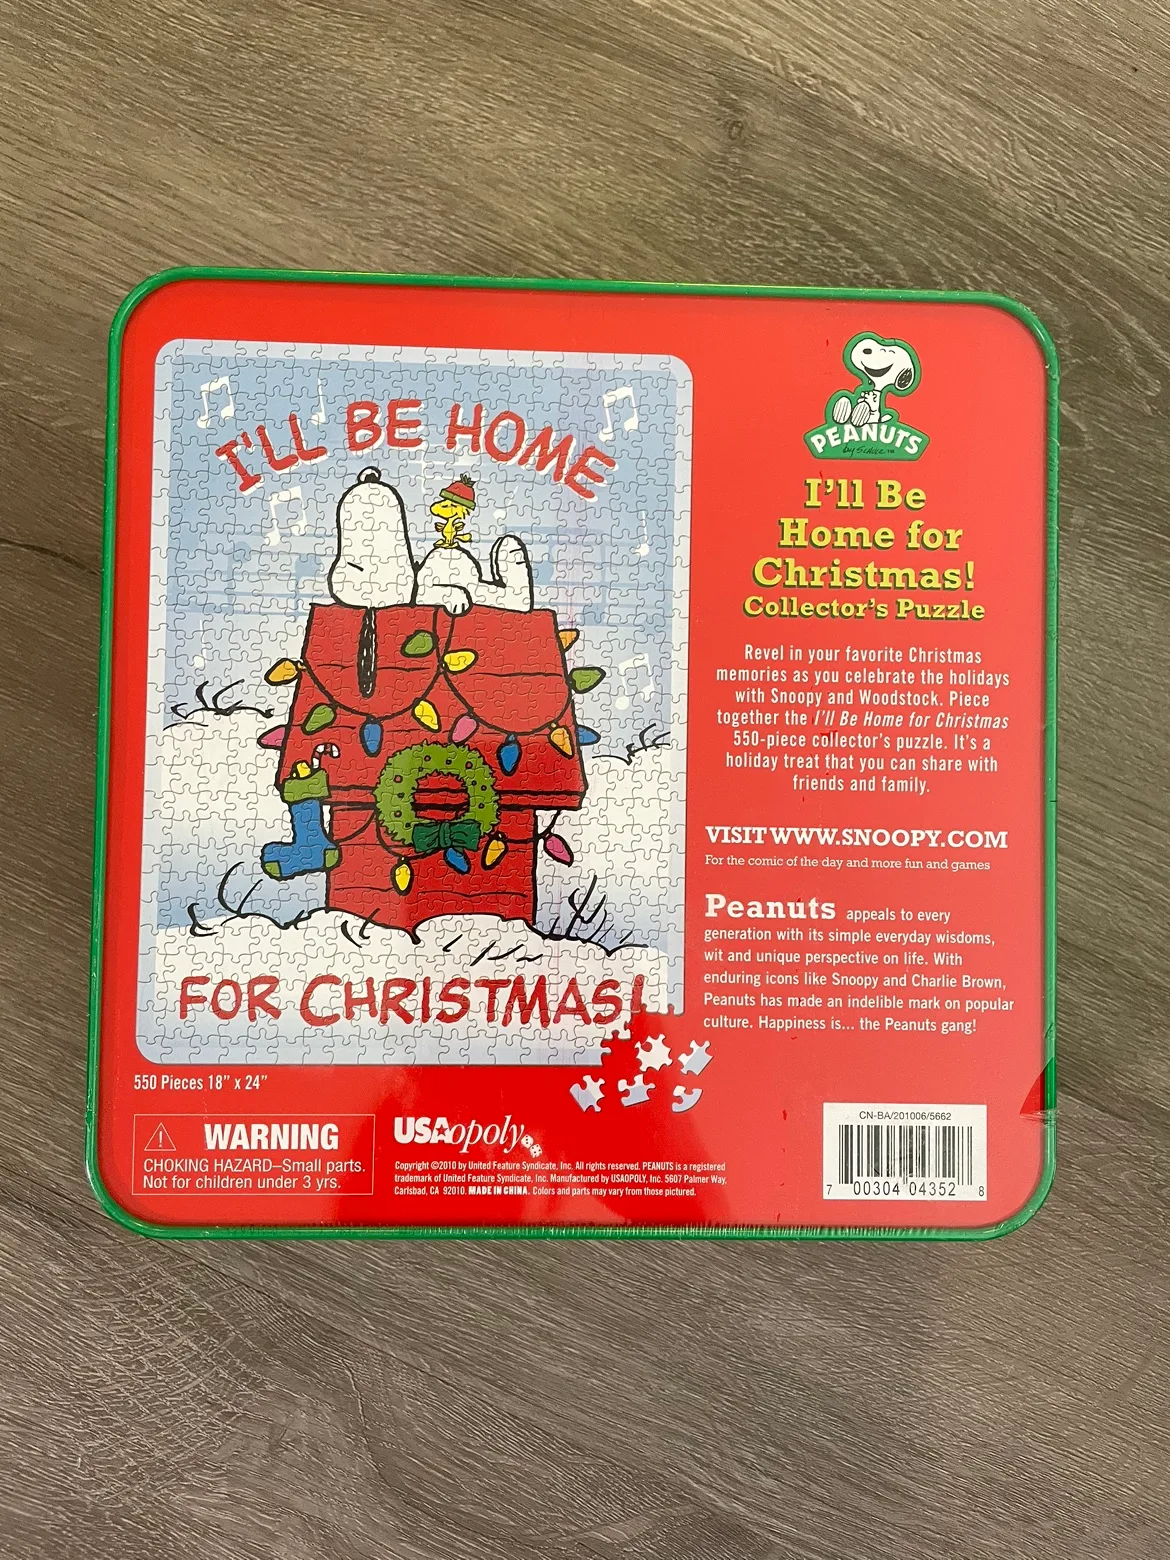 I'LL BE HOME
FOR CHRISTMAS!
550 Pieces 18" x 24"
WARNING
CHOKING HAZARD–Small parts.
Not for children under 3 yrs.
USAopoly
Copyright ©2010 by United Feature Syndicate, Inc. All rights reserved. PEANUTS is a registered
trademark of United Feature Syndicate, Inc. Manufactured by USAOPOLY, Inc. 5607 Palmer Way,
Carlsbad, CA 92010. MADE IN CHINA. Colors and parts may vary from those pictured.
PEANUTS
by Schulz TM
I'll Be
Home for
Christmas!
Collector's Puzzle
Revel in your favorite Christmas
memories as you celebrate the holidays
with Snoopy and Woodstock. Piece
together the I'll Be Home for Christmas
550-piece collector's puzzle. It's a
holiday treat that you can share with
friends and family.
VISIT WWW.SNOOPY.COM
For the comic of the day and more fun and games
Peanuts appeals to every
generation with its simple everyday wisdoms,
wit and unique perspective on life. With
enduring icons like Snoopy and Charlie Brown,
Peanuts has made an indelible mark on popular
culture. Happiness is... the Peanuts gang!
CN-BA/201006/5662
7 00304 04352 8